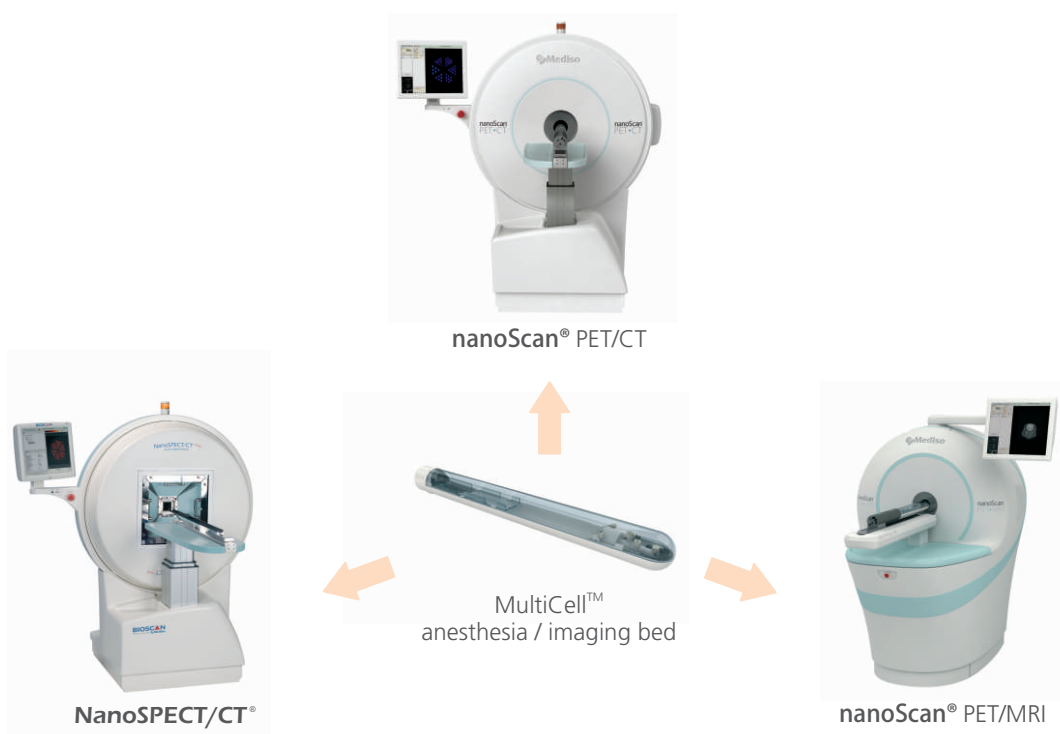 Mediso
nanoScan
PET+CT
nanoScan
PET+CT
nanoScan® PET/CT
BIOSCAN
NanoSPECT/CT
BIOSCAN
NanoSPECT/CT®
MultiCell™
anesthesia / imaging bed
Mediso
nanoScan
nanoScan® PET/MRI